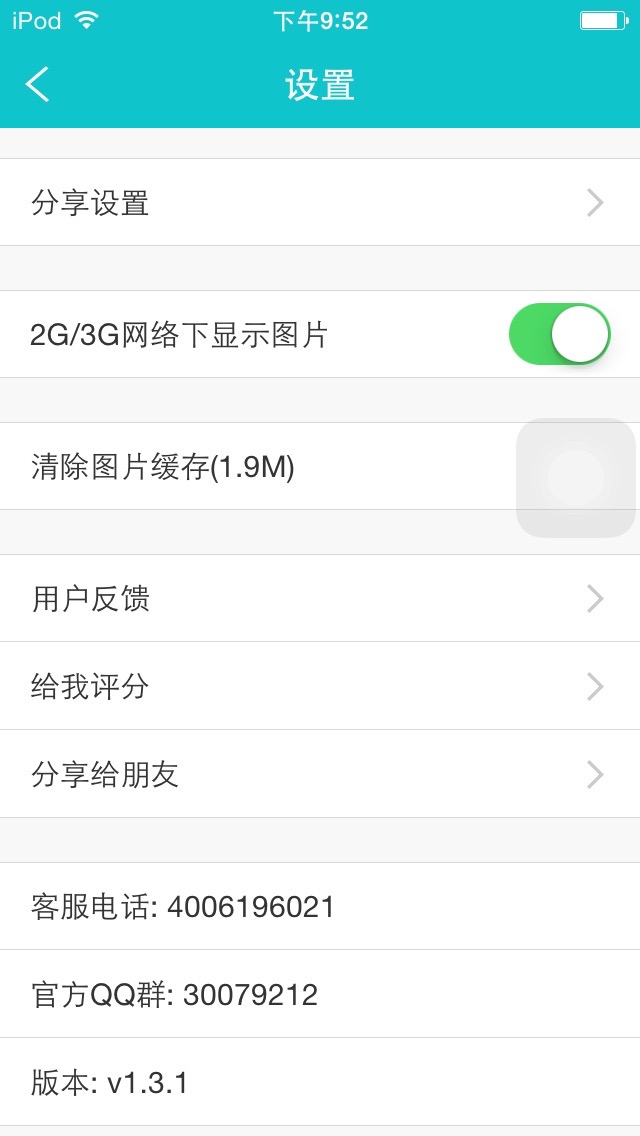 iPod 下午9:52
设置
分享设置
2G/3G网络下显示图片
清除图片缓存(1.9M)
用户反馈
给我评分
分享给朋友
客服电话: 4006196021
官方QQ群: 30079212
版本: v1.3.1